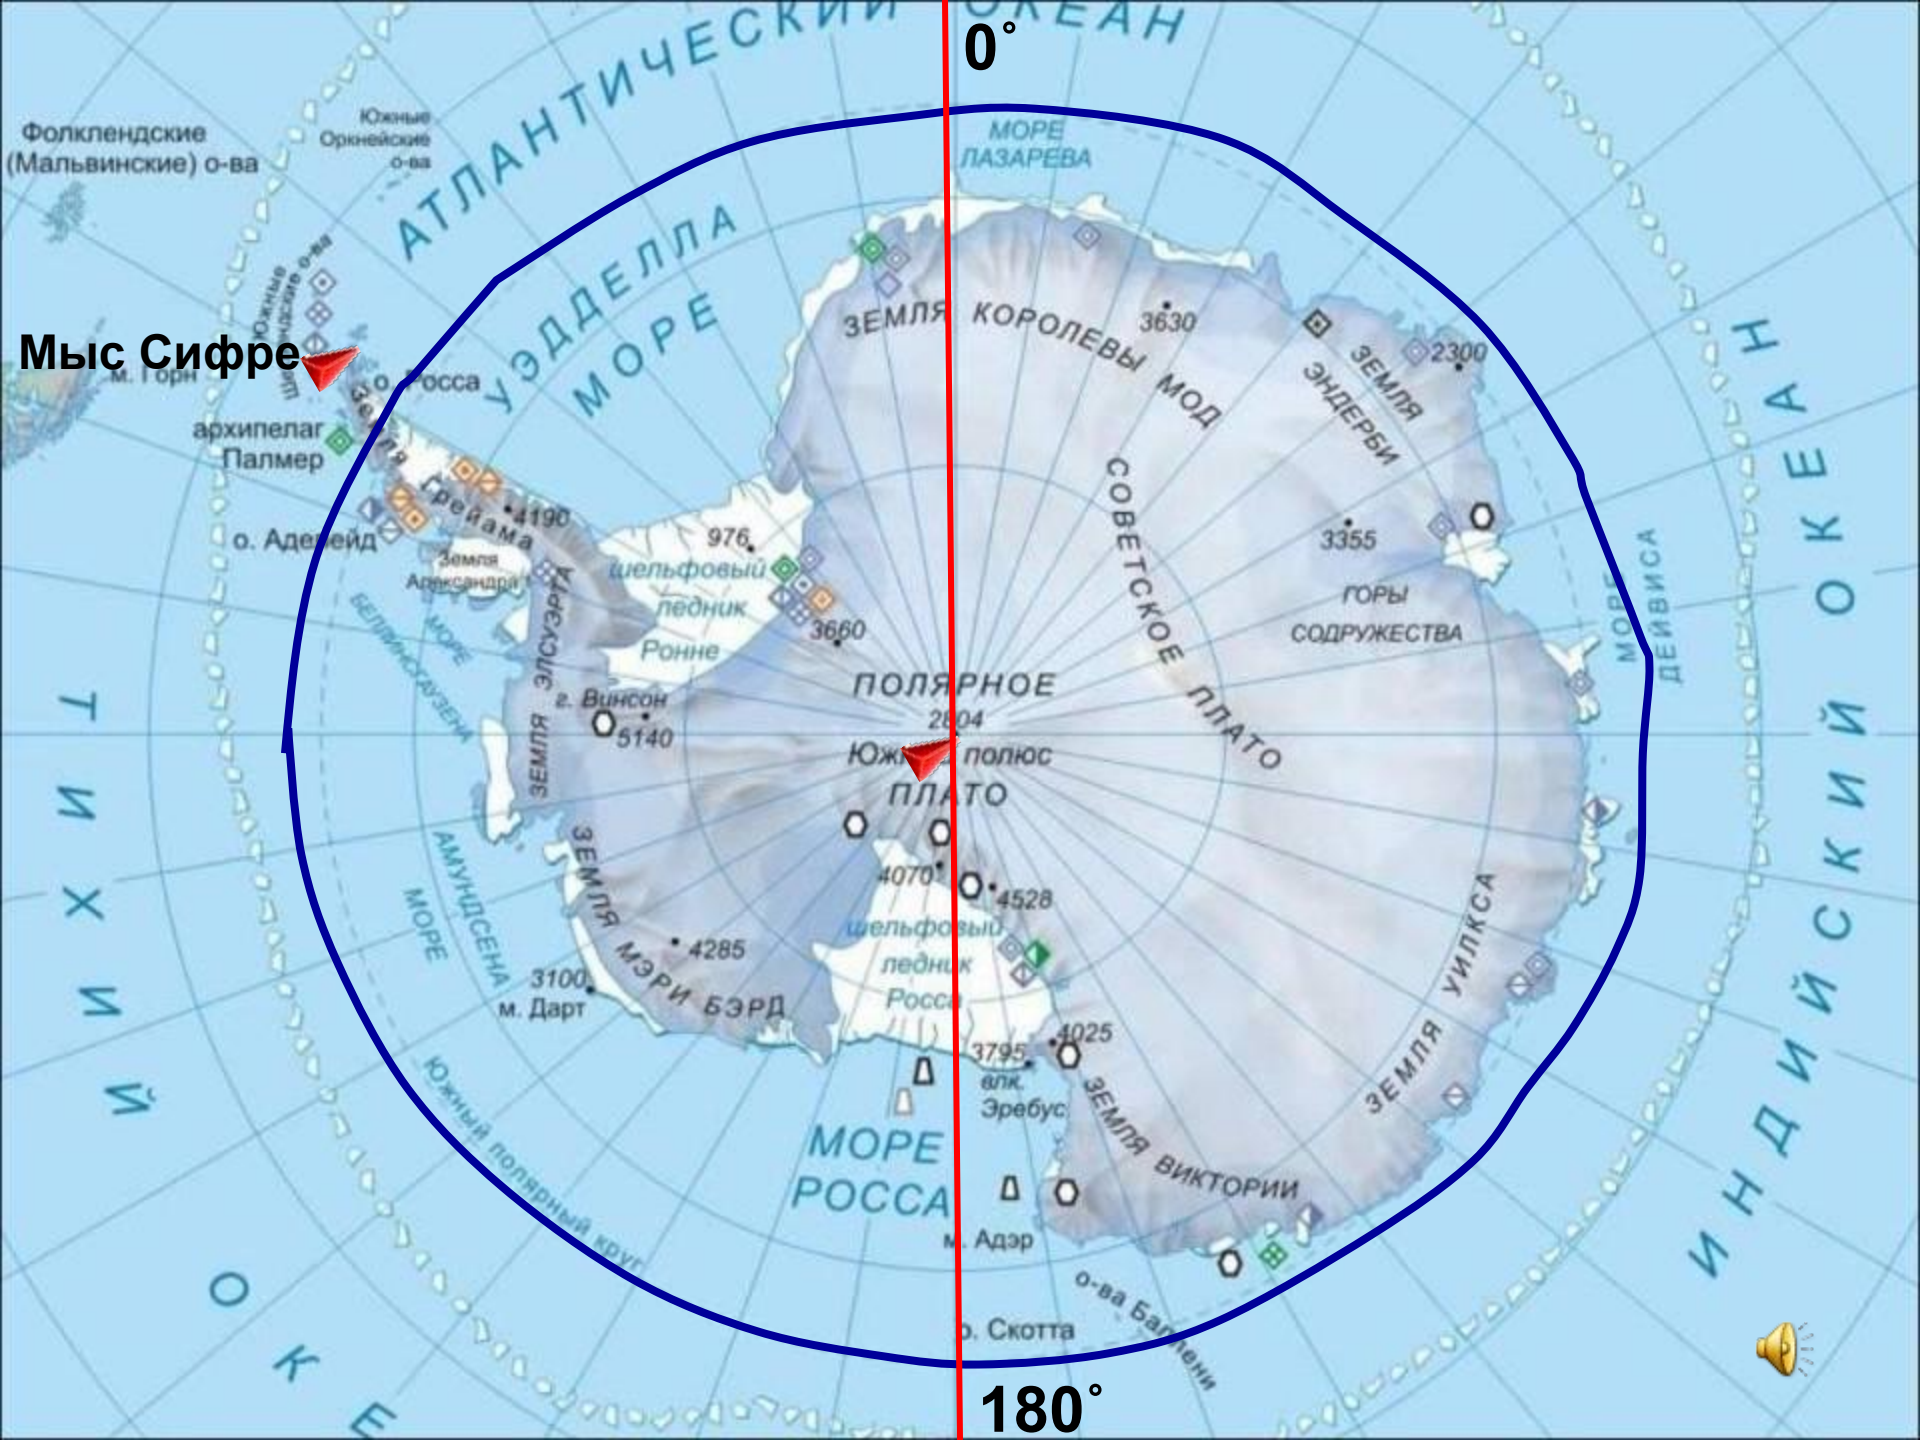 АТЛАНТИЧЕСКИЙ ОКЕАН
0°
Фолклендские
(Мальвинские) о-ва
Южные
Оркнейские
о-ва
МОРЕ
ЛАЗАРЕВА
УЭДДЕЛЛА
МОРЕ
Мыс Сифре
м. Горн
о. Росса
архипелаг
Палмер
Земля Грейама
4190
о. Аделейд
Земля
Александра I
ЗЕМЛЯ КОРОЛЕВЫ МОД
3630
2300
ЗЕМЛЯ
ЭНДЕРБИ
976
шельфовый
ледник
Ронне
3660
СОВЕТСКОЕ ПЛАТО
3355
ГОРЫ
СОДРУЖЕСТВА
МОРЕ
ДЕЙВИСА
МОРЕ
БЕЛЛИНСГАУЗЕНА
ЗЕМЛЯ ЭЛСУЭРТА
г. Винсон
5140
ПОЛЯРНОЕ
2804
полюс
ПЛАТО
МОРЕ
АМУНДСЕНА
ЗЕМЛЯ МЭРИ БЭРД
4285
3100
м. Дарт
4070
4528
шельфовый
ледник
Росса
4025
3795
влк.
Эребус
ЗЕМЛЯ ВИКТОРИИ
ЗЕМЛЯ УИЛКСА
Южный полярный круг
МОРЕ
РОССА
м. Адэр
о-ва Баллени
о. Скотта
180°
ТИХИЙ ОКЕ
ИНДИЙСКИЙ ОКЕАН